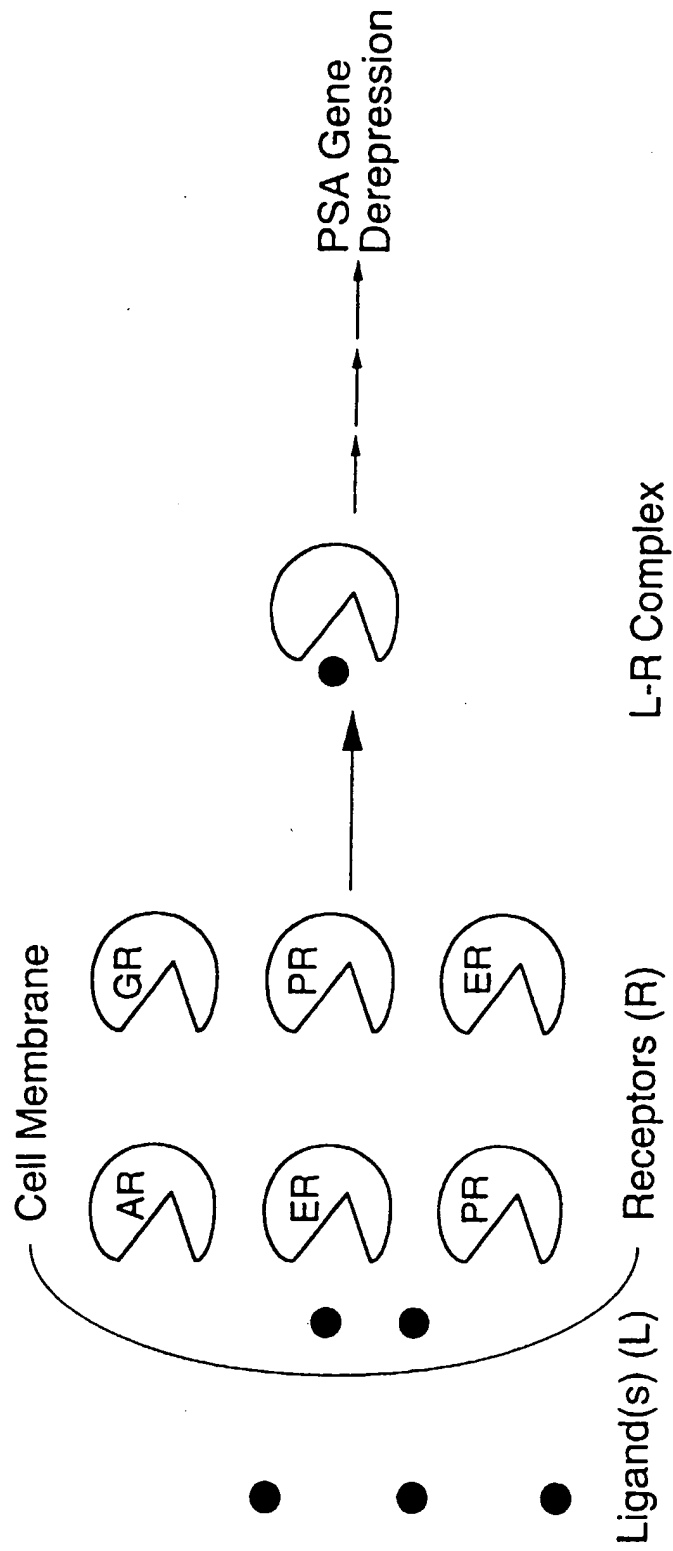 Cell Membrane
AR
GR
ER
PR
PR
ER
PSA Gene
Derepression
Ligand(s) (L)
Receptors (R)
L-R Complex